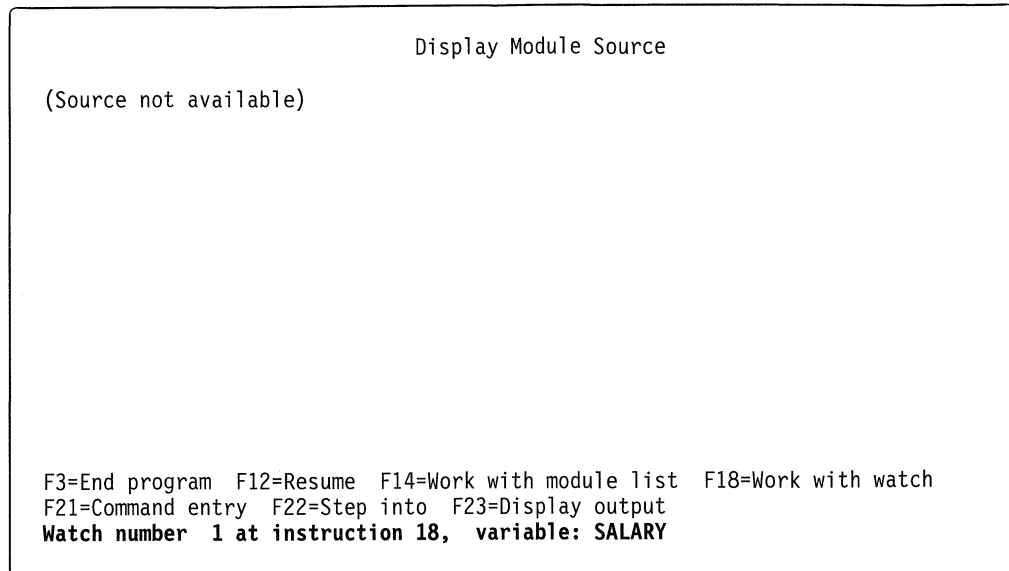 Display Module Source
(Source not available)
F3=End program F12=Resume F14=Work with module list F18=Work with watch
F21=Command entry F22=Step into F23=Display output
Watch number 1 at instruction 18, variable: SALARY